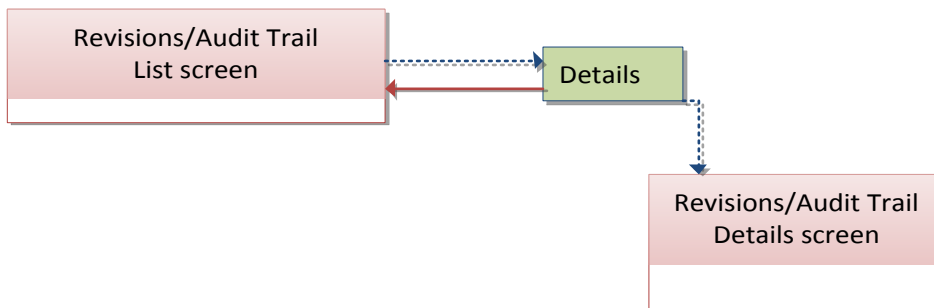 Revisions/Audit Trail
List screen
Details
Revisions/Audit Trail
Details screen